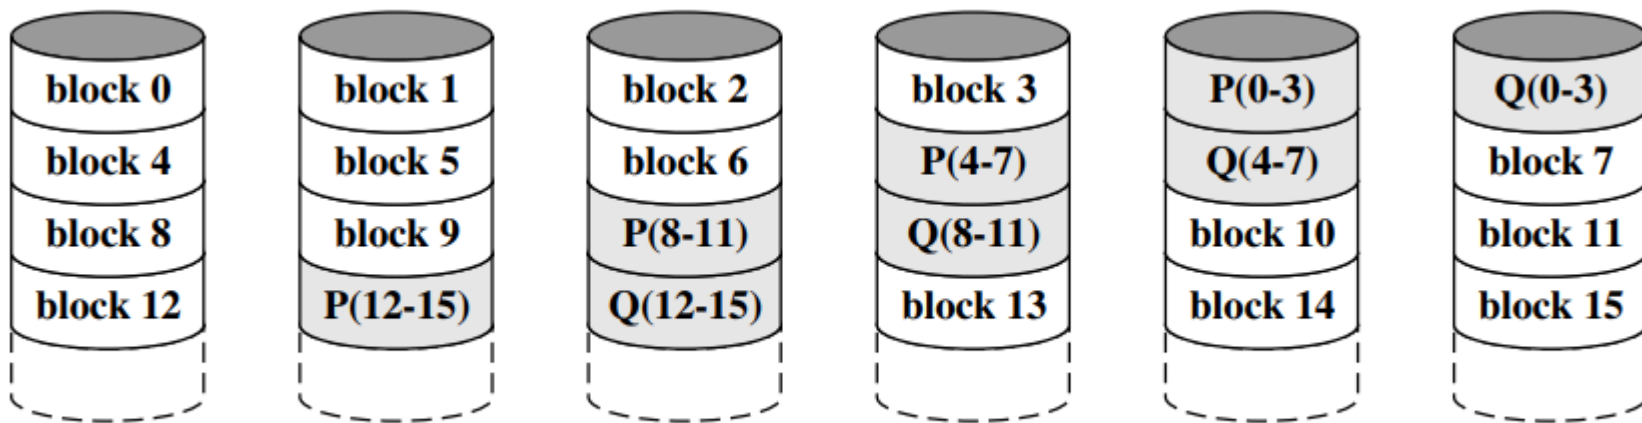 block 0 block 1 block 2 block 3 P(0-3) Q(0-3)
block 4 block 5 block 6 P(4-7) Q(4-7) block 7
block 8 block 9 P(8-11) Q(8-11) block 10 block 11
block 12 P(12-15) Q(12-15) block 13 block 14 block 15